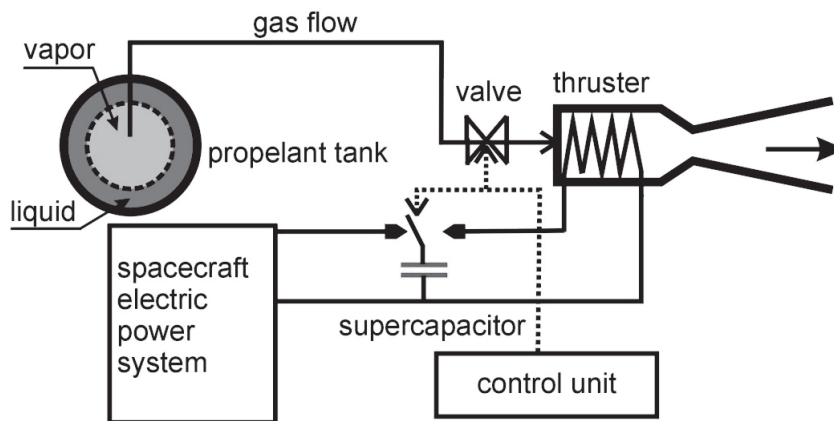 gas flow
vapor
thruster
valve
propelant tank
liquid
spacecraft
electric
power
system
supercapacitor
control unit